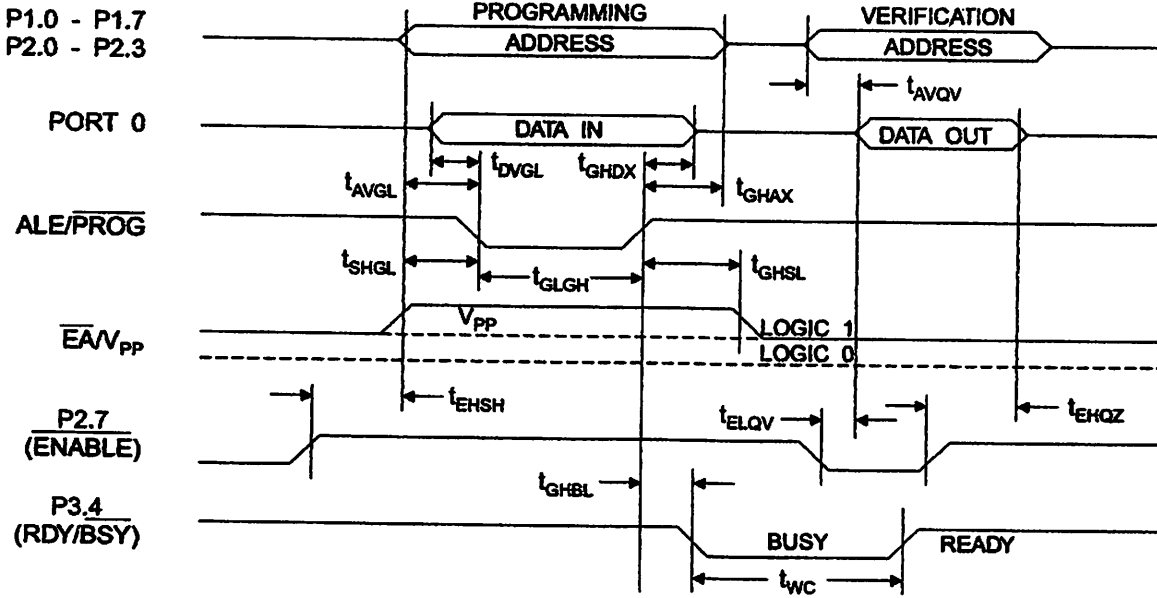 P1.0 - P1.7
P2.0 - P2.3
PROGRAMMING
ADDRESS
VERIFICATION
ADDRESS
tAVQV
PORT 0
DATA IN
DATA OUT
tDVGL
tGHDX
tAVGL
tGHAX
ALE/PROG
tSHGL
tGLGH
tGHSL
EA/VPP
VPP
LOGIC 1
LOGIC 0
tEHSH
tELQV
tEHQZ
P2.7
(ENABLE)
tGHBL
P3.4
(RDY/BSY)
BUSY
READY
tWC